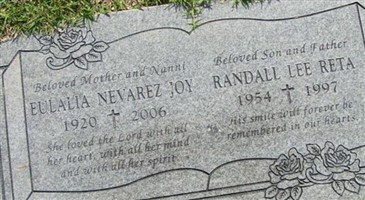 Beloved Mother and Nanni
EULALIA NEVAREZ JOY
1920 † 2006
She loved the Lord with all
her heart, with all her mind
and with all her spirit.
Beloved Son and Father
RANDALL LEE RETA
1954 † 1997
His smile will forever be
remembered in our hearts.